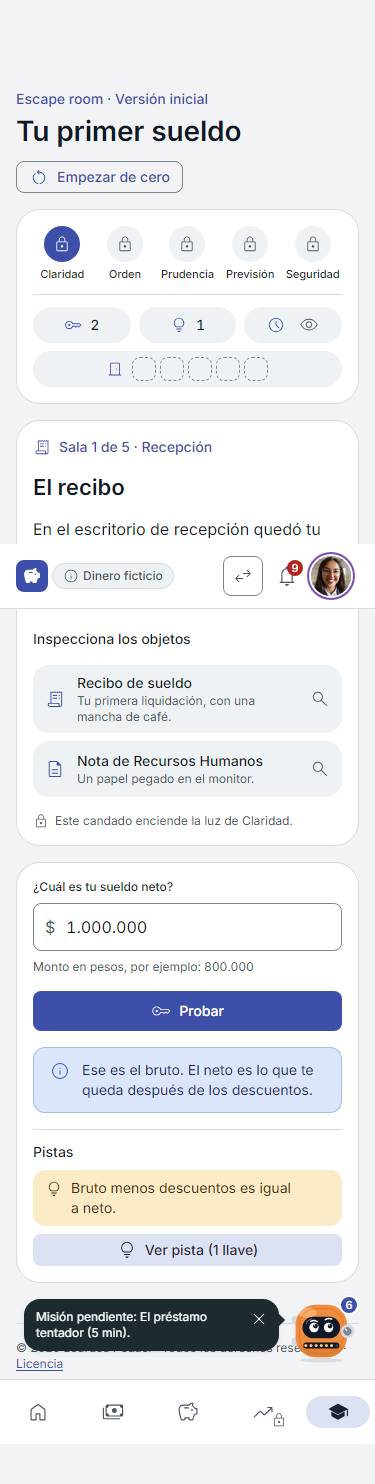 Escape room · Versión inicial
Tu primer sueldo
Empezar de cero
Claridad
Orden
Prudencia
Previsión
Seguridad
2
1
Sala 1 de 5 · Recepción
El recibo
En el escritorio de recepción quedó tu
Dinero ficticio
9
Inspecciona los objetos
Recibo de sueldo
Tu primera liquidación, con una
mancha de café.
Nota de Recursos Humanos
Un papel pegado en el monitor.
Este candado enciende la luz de Claridad.
¿Cuál es tu sueldo neto?
$ 1.000.000
Monto en pesos, por ejemplo: 800.000
Probar
Ese es el bruto. El neto es lo que te
queda después de los descuentos.
Pistas
Bruto menos descuentos es igual
a neto.
Ver pista (1 llave)
6
Misión pendiente: El préstamo
tentador (5 min).
©
Licencia